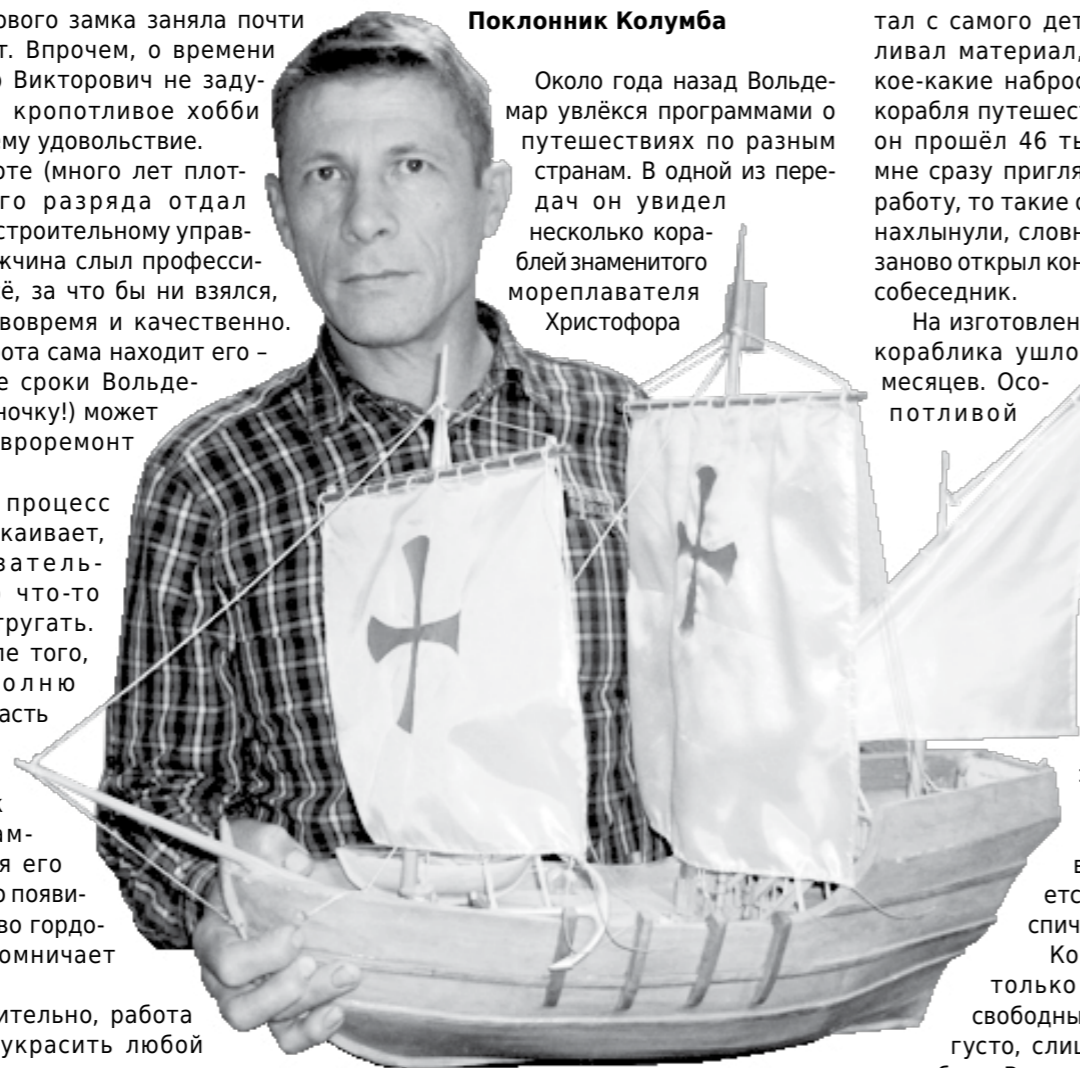 ового замка заняла почти
т. Впрочем, о времени
Викторович не заду-
кропотливое хобби
ему удовольствие.
оте (много лет плот-
го разряда отдал
строительному управ-
жчина слыл професси-
ё, за что бы ни взялся,
вовремя и качественно.
ота сама находит его –
е сроки Вольде-
ночку!) может
вроремонт
процесс
каивает,
затель-
что-то
тругать.
ле того,
олню
асть
к
ам-
я его
о появи-
во гордо-
омничает
ительно, работа
украсить любой
Поклонник Колумба
Около года назад Вольде-
мар увлёкся программами о
путешествиях по разным
странам. В одной из пере-
дач он увидел
несколько кора-
блей знаменитого
мореплавателя
Христофора
тал с самого дет
ливал материал,
кое-какие наброс
корабля путешест
он прошёл 46 ты
мне сразу пригля
работу, то такие
нахлынули, словн
заново открыл кон
собеседник.
На изготовлен
кораблика ушло
месяцев. Осо-
потливой
в
етс
спич
Ко
только
свободны
густо, слиш